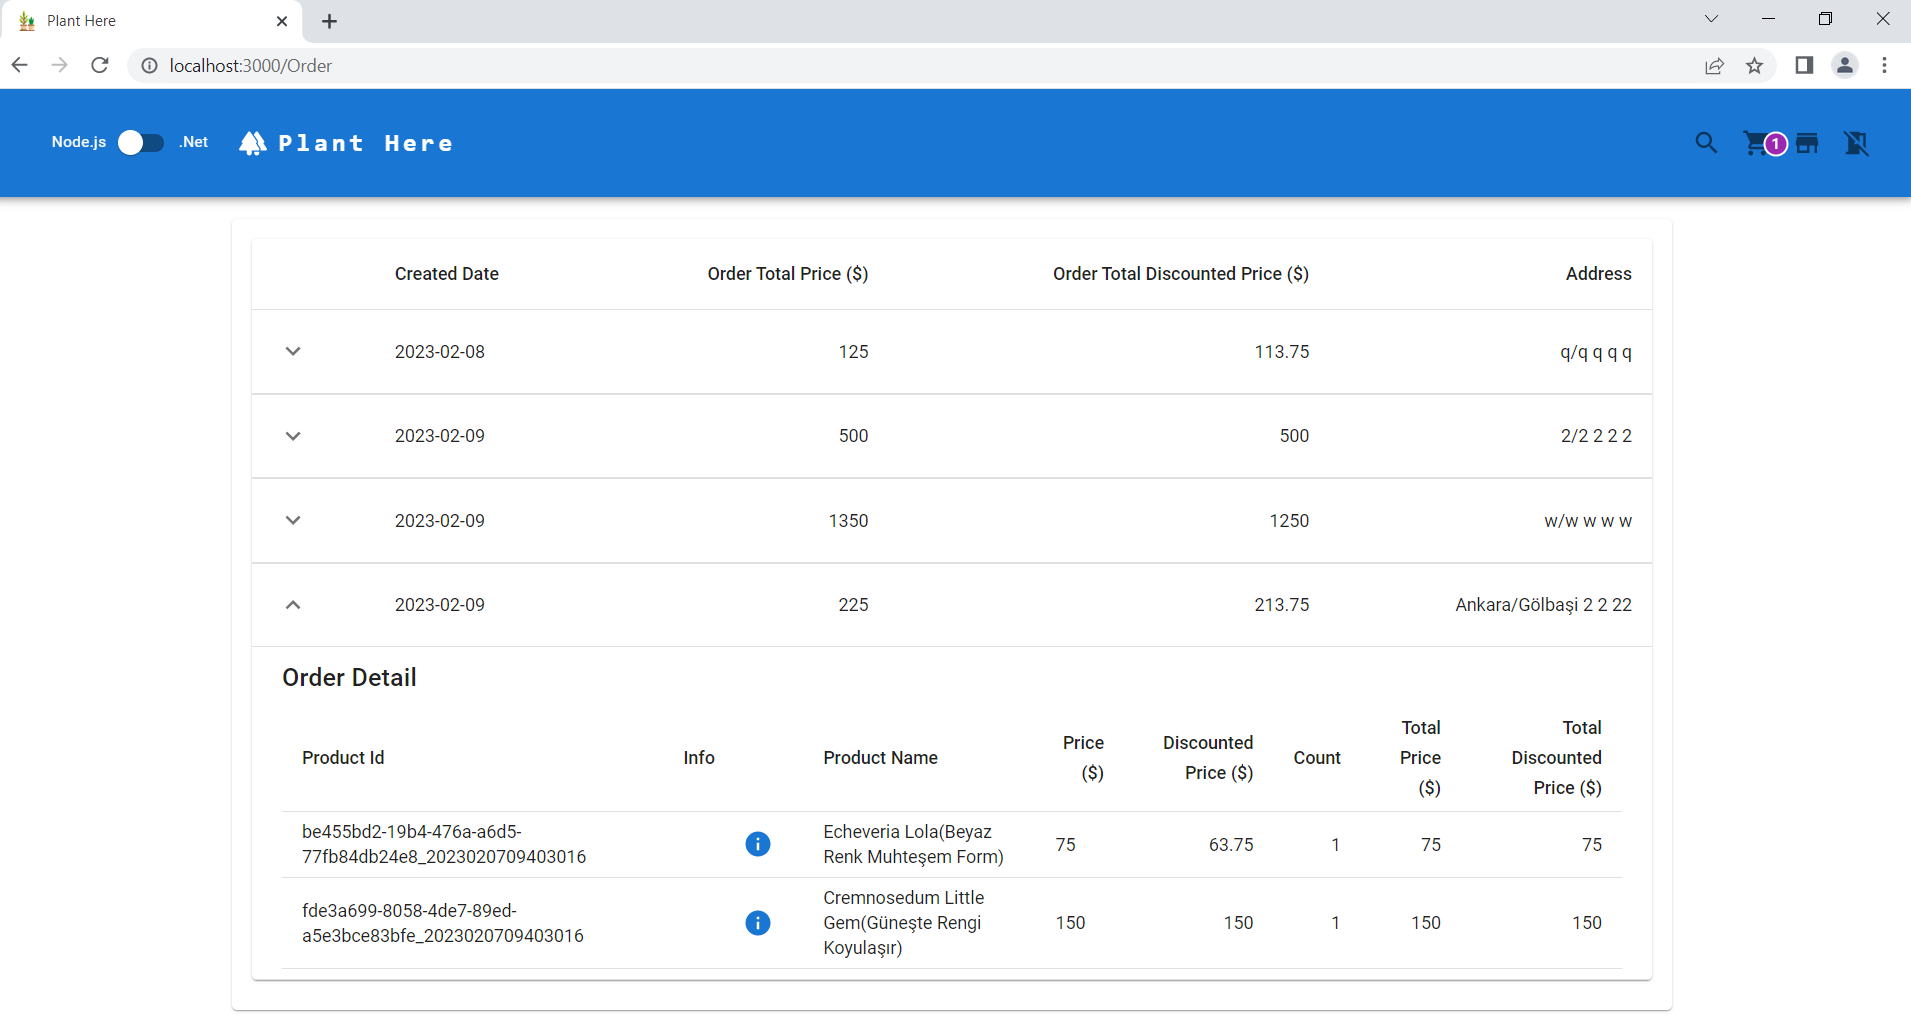 Plant Here
localhost:3000/Order
Node.js .Net Plant Here 1
Created Date Order Total Price ($) Order Total Discounted Price ($) Address
2023-02-08 125 113.75 q/q q q q
2023-02-09 500 500 2/2 2 2 2
2023-02-09 1350 1250 w/w w w w
2023-02-09 225 213.75 Ankara/Gölbaşi 2 2 22
Order Detail
Product Id Info Product Name Price ($) Discounted Price ($) Count Total Price ($) Total Discounted Price ($)
be455bd2-19b4-476a-a6d5-
77fb84db24e8_2023020709403016
Echeveria Lola(Beyaz
Renk Muhteşem Form)
75 63.75 1 75 75
fde3a699-8058-4de7-89ed-
a5e3bce83bfe_2023020709403016
Cremnosedum Little
Gem(Güneşte Rengi
Koyulaşır)
150 150 1 150 150